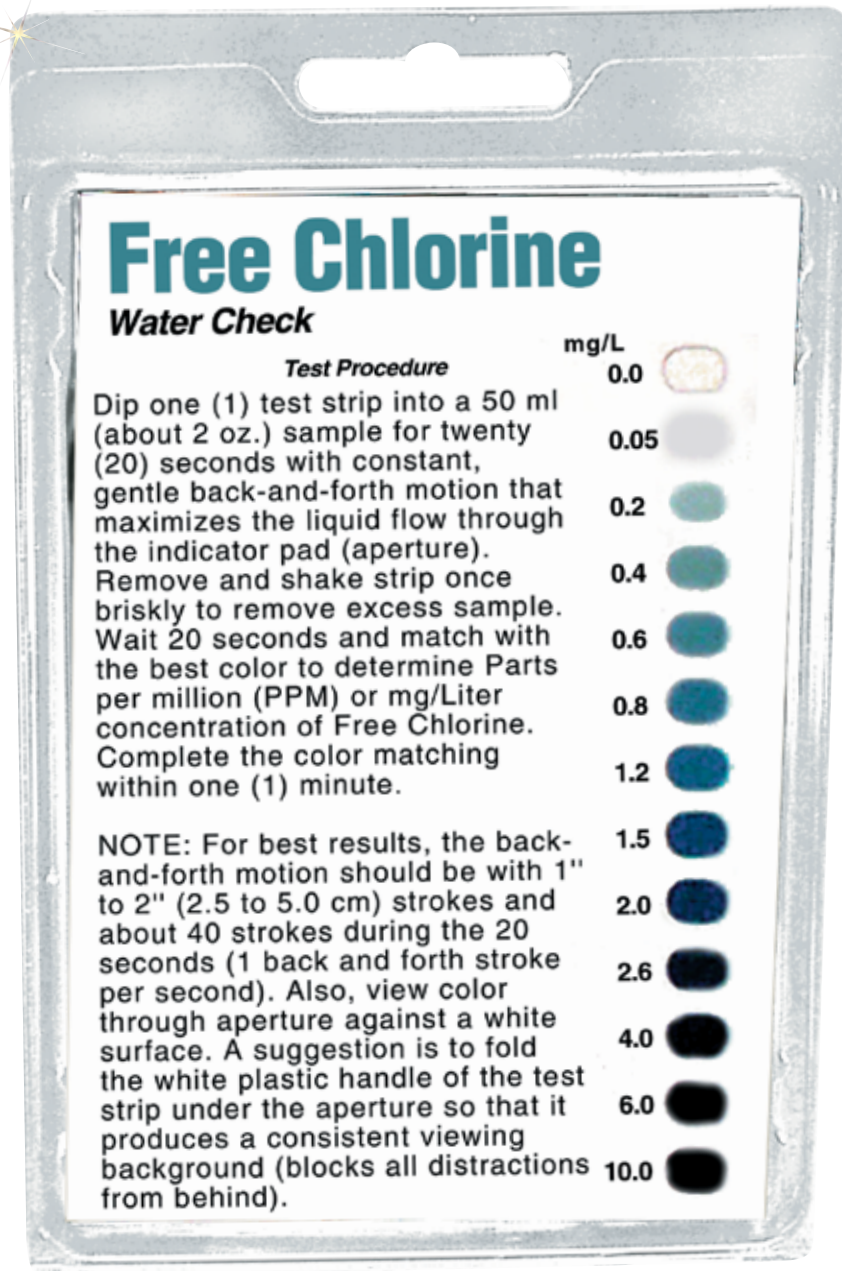 Free Chlorine
Water Check
mg/L
Test Procedure
0.0
Dip one (1) test strip into a 50 ml
(about 2 oz.) sample for twenty
0.05
(20) seconds with constant,
gentle back-and-forth motion that
0.2
maximizes the liquid flow through
the indicator pad (aperture).
0.4
Remove and shake strip once
briskly to remove excess sample.
0.6
Wait 20 seconds and match with
the best color to determine Parts
per million (PPM) or mg/Liter
0.8
concentration of Free Chlorine.
Complete the color matching
1.2
within one (1) minute.
1.5
NOTE: For best results, the back-
and-forth motion should be with 1"
to 2" (2.5 to 5.0 cm) strokes and
2.0
about 40 strokes during the 20
seconds (1 back and forth stroke
2.6
per second). Also, view color
through aperture against a white
4.0
surface. A suggestion is to fold
the white plastic handle of the test
strip under the aperture so that it
6.0
produces a consistent viewing
background (blocks all distractions
10.0
from behind).